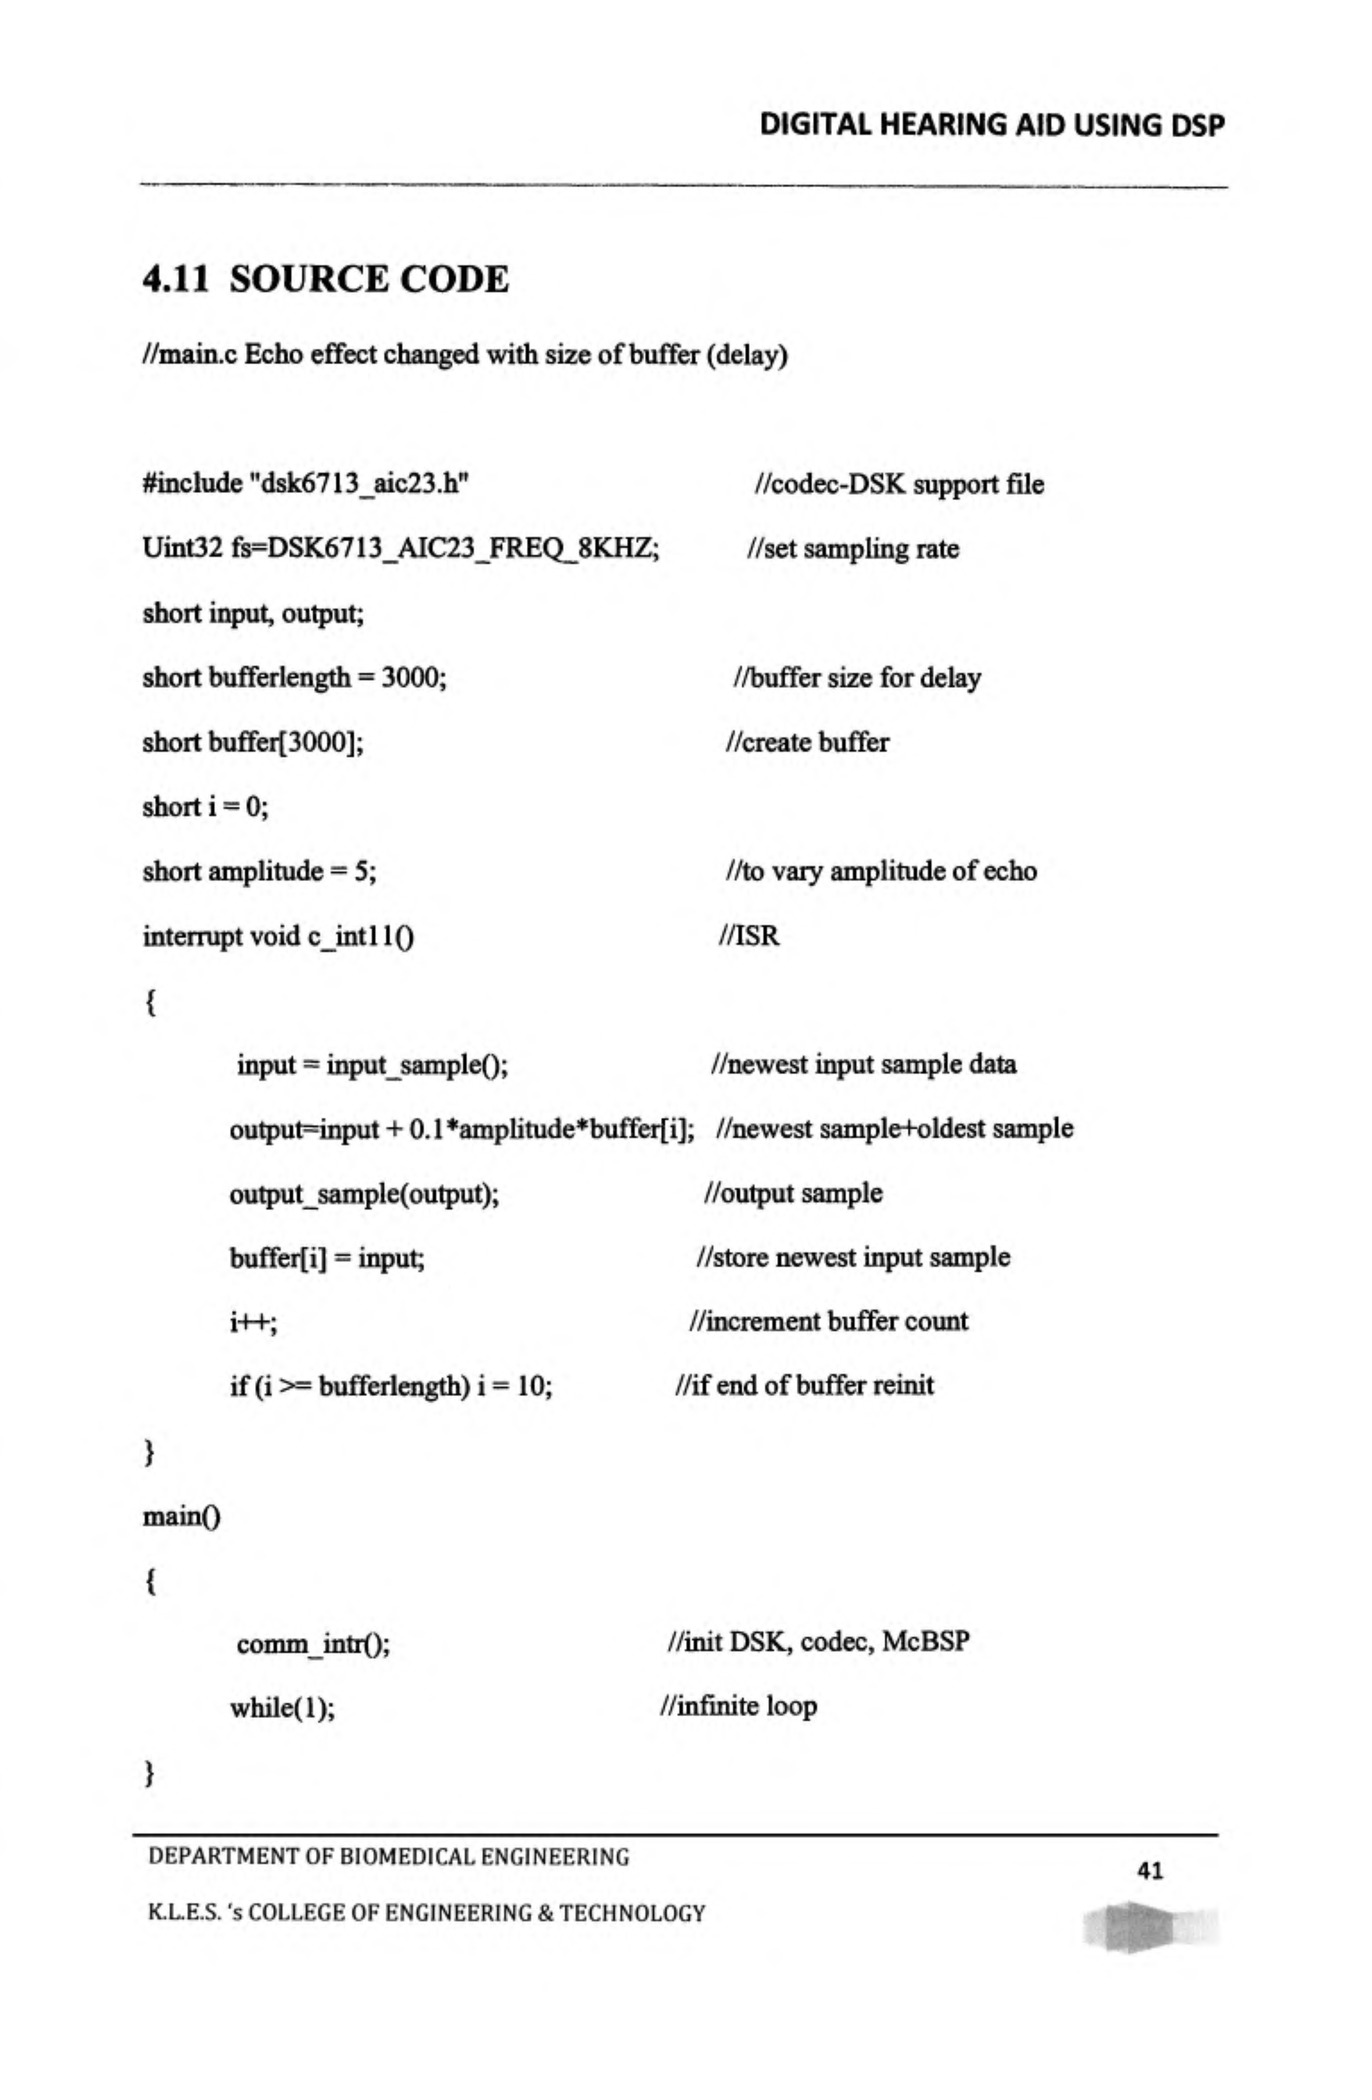 DIGITAL HEARING AID USING DSP
4.11 SOURCE CODE
//main.c Echo effect changed with size of buffer (delay)
#include "dsk6713_aic23.h" //codec-DSK support file
Uint32 fs=DSK6713_AIC23_FREQ_8KHZ; //set sampling rate
short input, output;
short bufferlength = 3000; //buffer size for delay
short buffer[3000]; //create buffer
short i = 0;
short amplitude = 5; //to vary amplitude of echo
interrupt void c_int11() //ISR
{
input = input_sample(); //newest input sample data
output=input + 0.1*amplitude*buffer[i]; //newest sample+oldest sample
output_sample(output); //output sample
buffer[i] = input; //store newest input sample
i++; //increment buffer count
if (i >= bufferlength) i = 10; //if end of buffer reinit
}
main()
{
comm_intr(); //init DSK, codec, McBSP
while(1); //infinite loop
}
DEPARTMENT OF BIOMEDICAL ENGINEERING
41
K.L.E.S. 's COLLEGE OF ENGINEERING & TECHNOLOGY